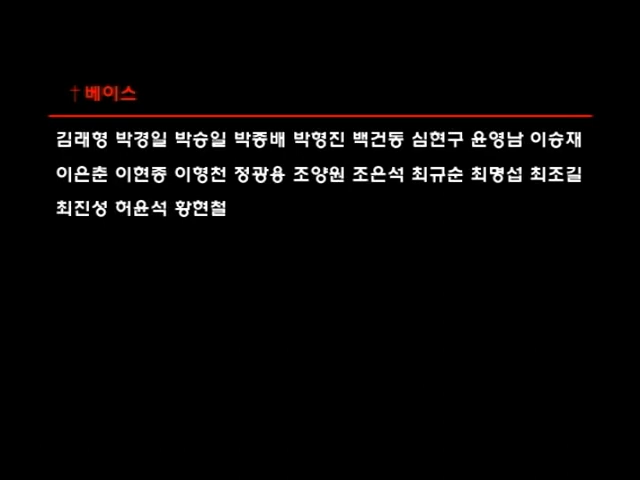 †베이스
김래형 박경일 박승일 박종배 박형진 백건동 심현구 윤영남 이승재
이은춘 이현종 이형천 정광용 조양원 조은석 최규순 최명섭 최조길
최진성 허윤석 황현철